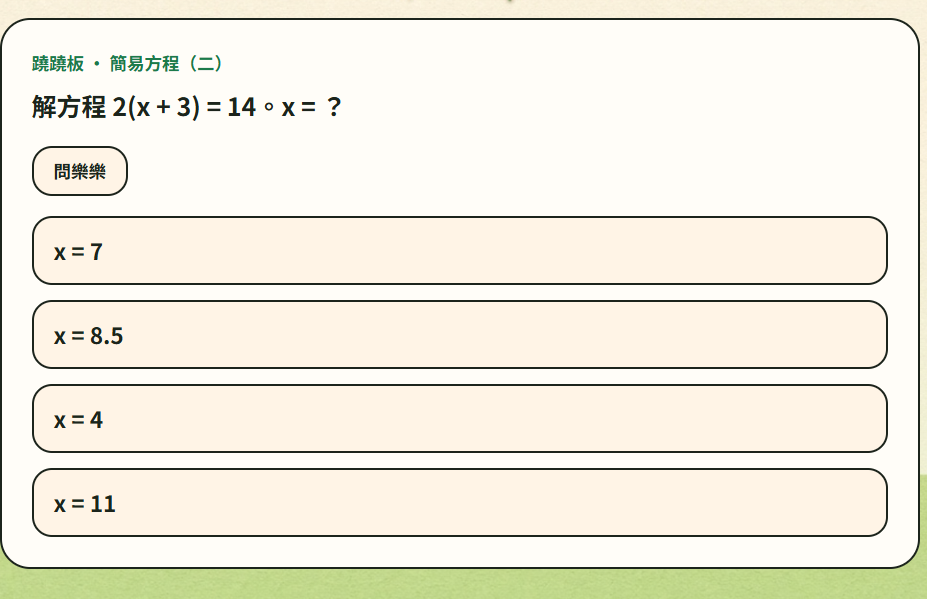 蹺蹺板 · 簡易方程（二）
解方程 2(x + 3) = 14。x = ？
問樂樂
x = 7
x = 8.5
x = 4
x = 11